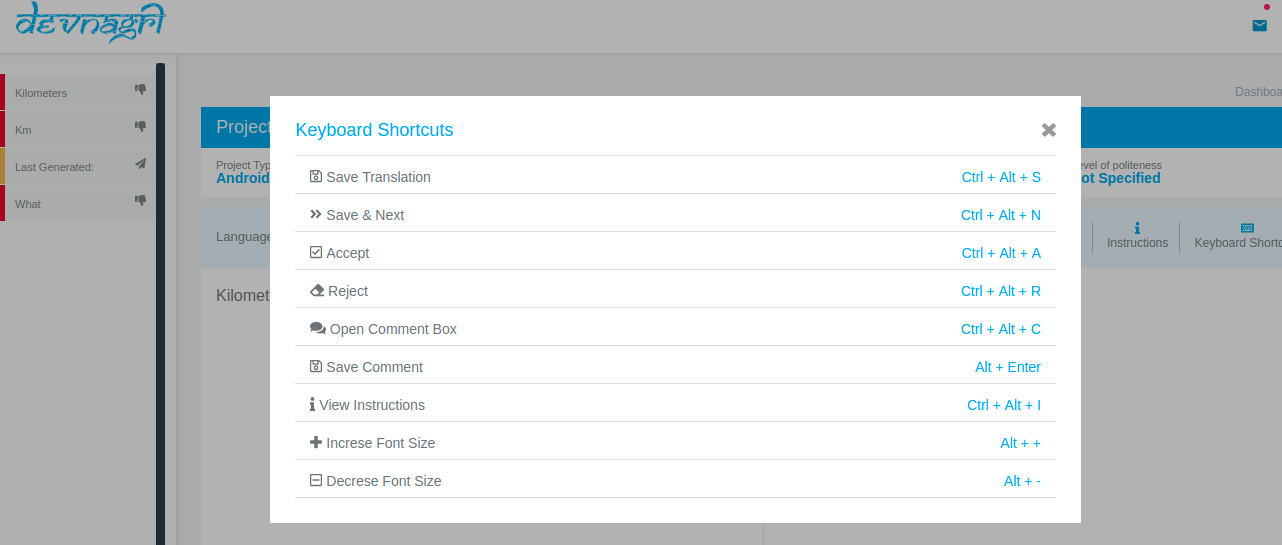 devnagri
Dashboa
Kilometers
Km
Last Generated:
What
Project
Project Typ
Android
evel of politeness
ot Specified
Language
Instructions
Keyboard Shortc
Kilomet
Keyboard Shortcuts
Save Translation Ctrl + Alt + S
Save & Next Ctrl + Alt + N
Accept Ctrl + Alt + A
Reject Ctrl + Alt + R
Open Comment Box Ctrl + Alt + C
Save Comment Alt + Enter
View Instructions Ctrl + Alt + I
Increse Font Size Alt + +
Decrese Font Size Alt + -